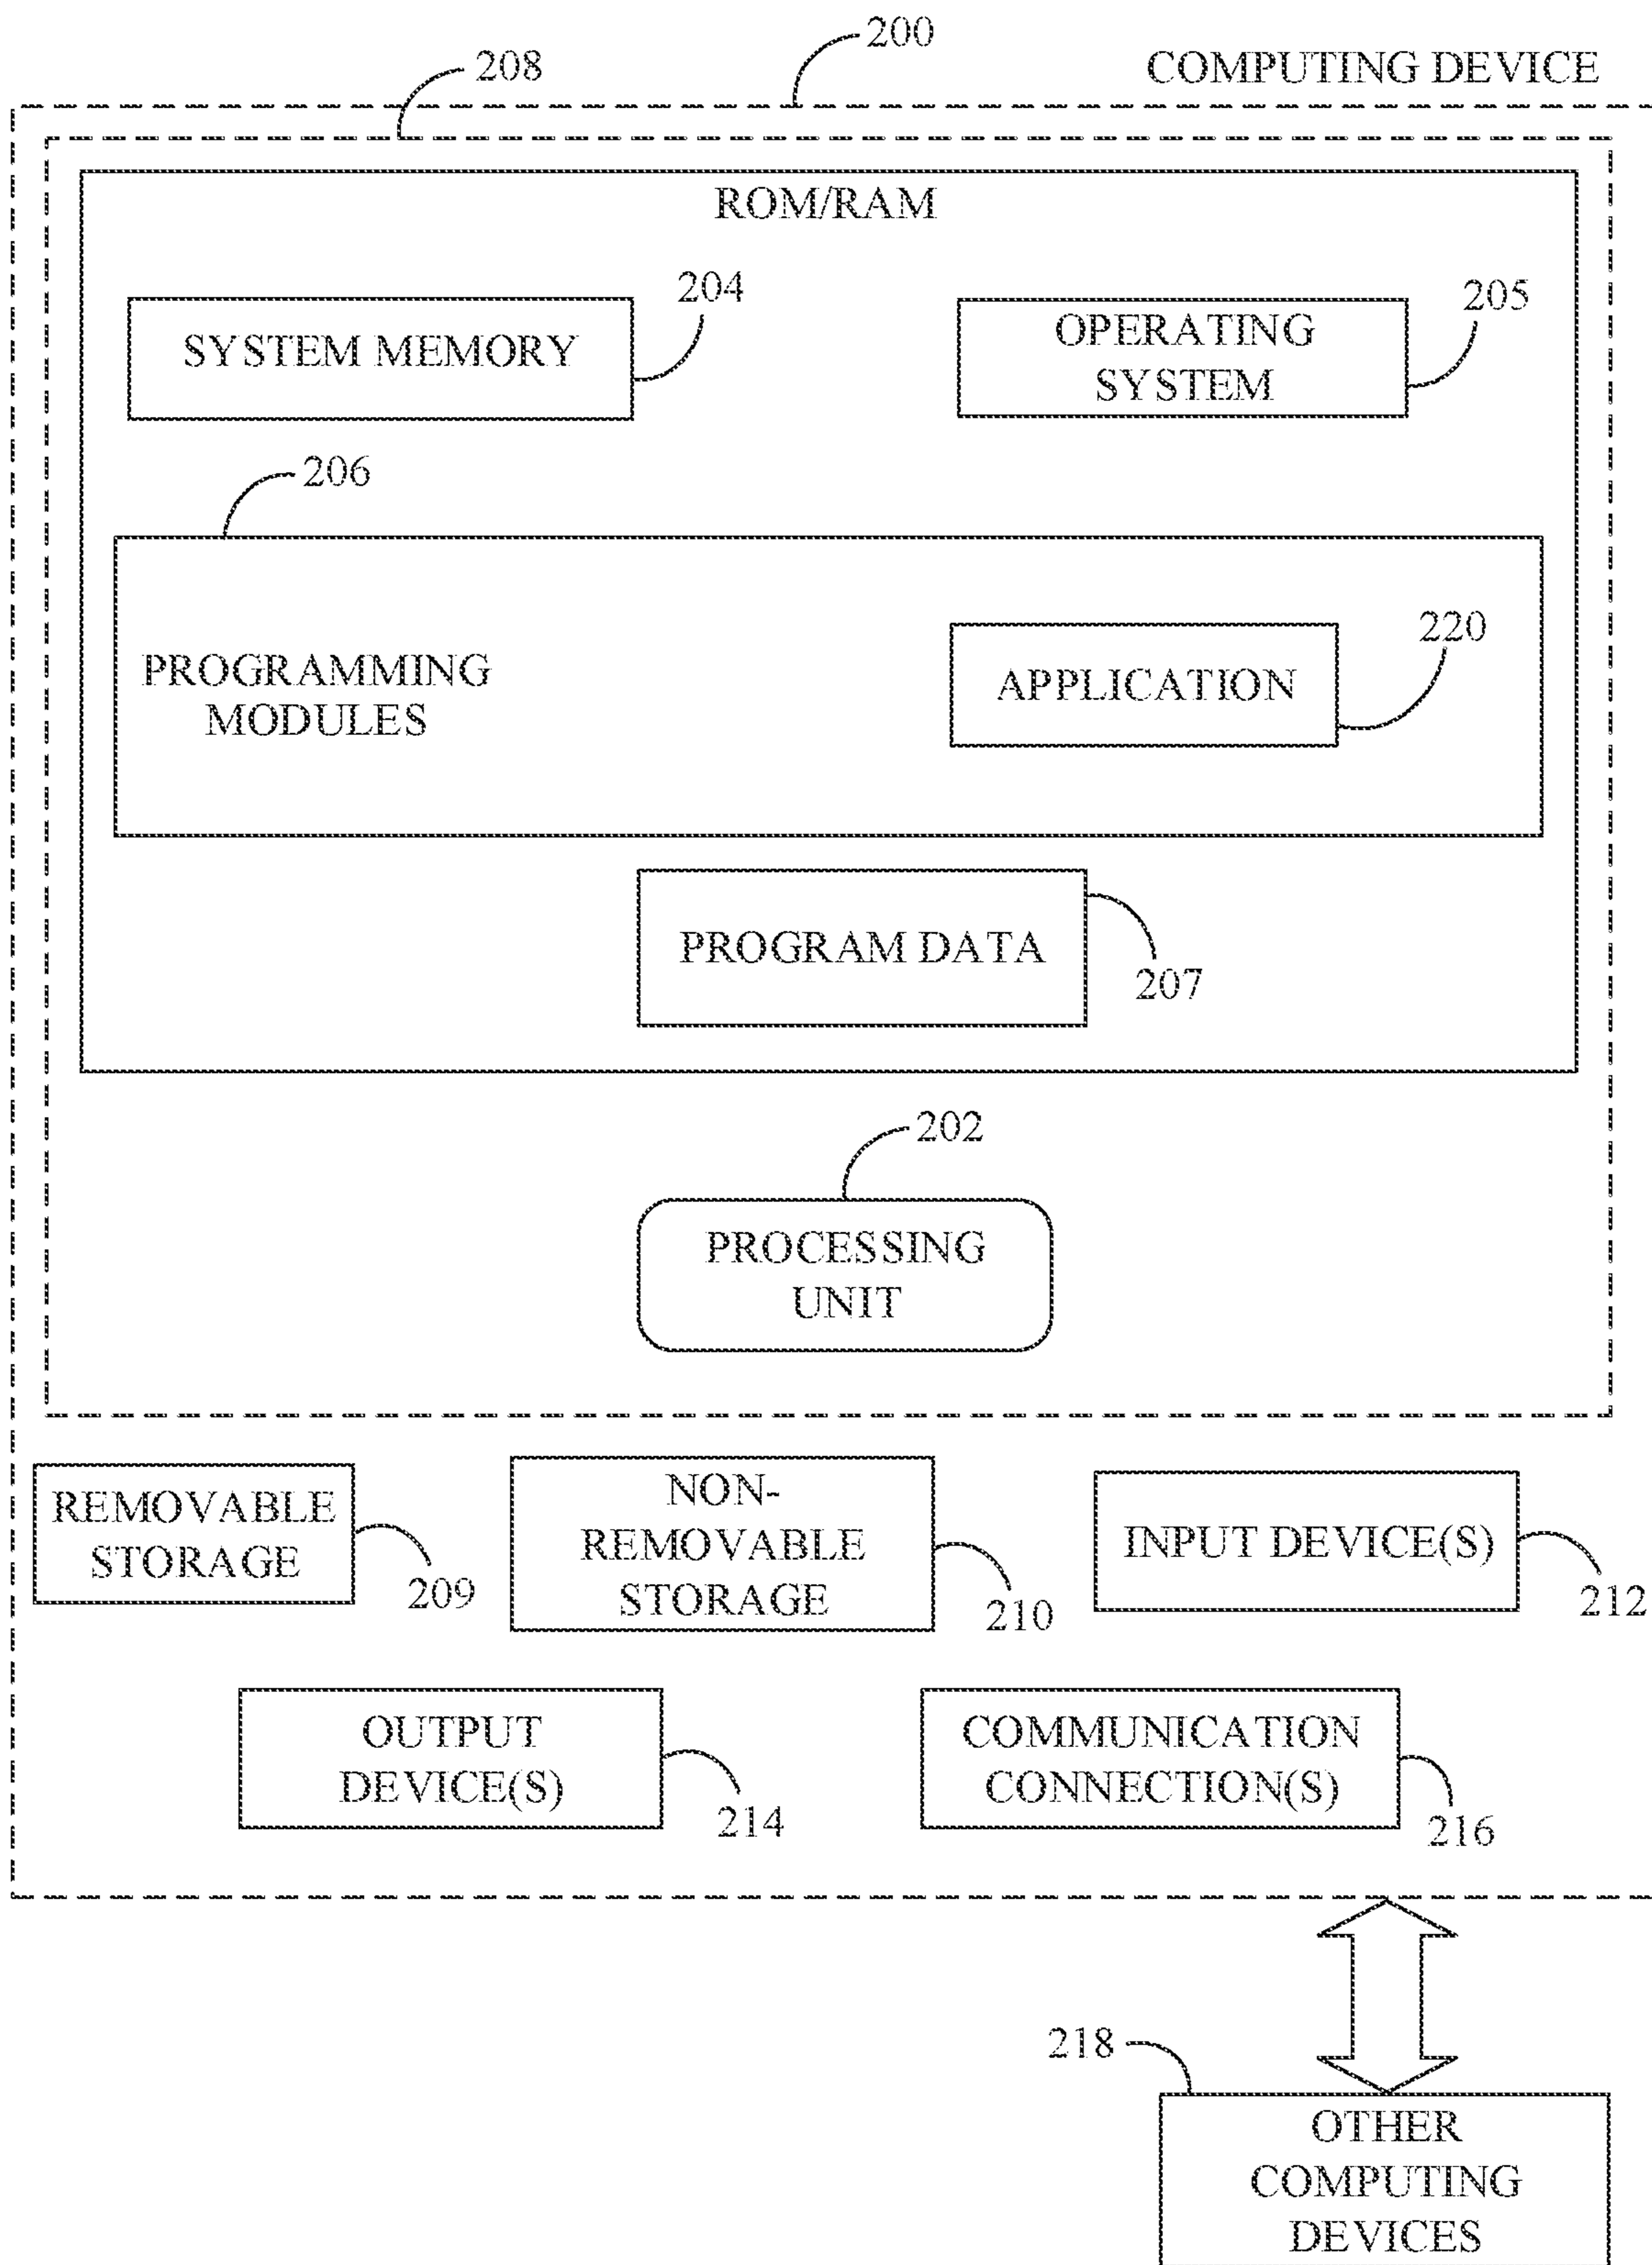 200
COMPUTING DEVICE
208
ROM/RAM
204
SYSTEM MEMORY
205
OPERATING
SYSTEM
206
PROGRAMMING
MODULES
220
APPLICATION
PROGRAM DATA
207
202
PROCESSING
UNIT
REMOVABLE
STORAGE
209
NON-
REMOVABLE
STORAGE
210
INPUT DEVICE(S)
212
OUTPUT
DEVICE(S)
214
COMMUNICATION
CONNECTION(S)
216
218
OTHER
COMPUTING
DEVICES